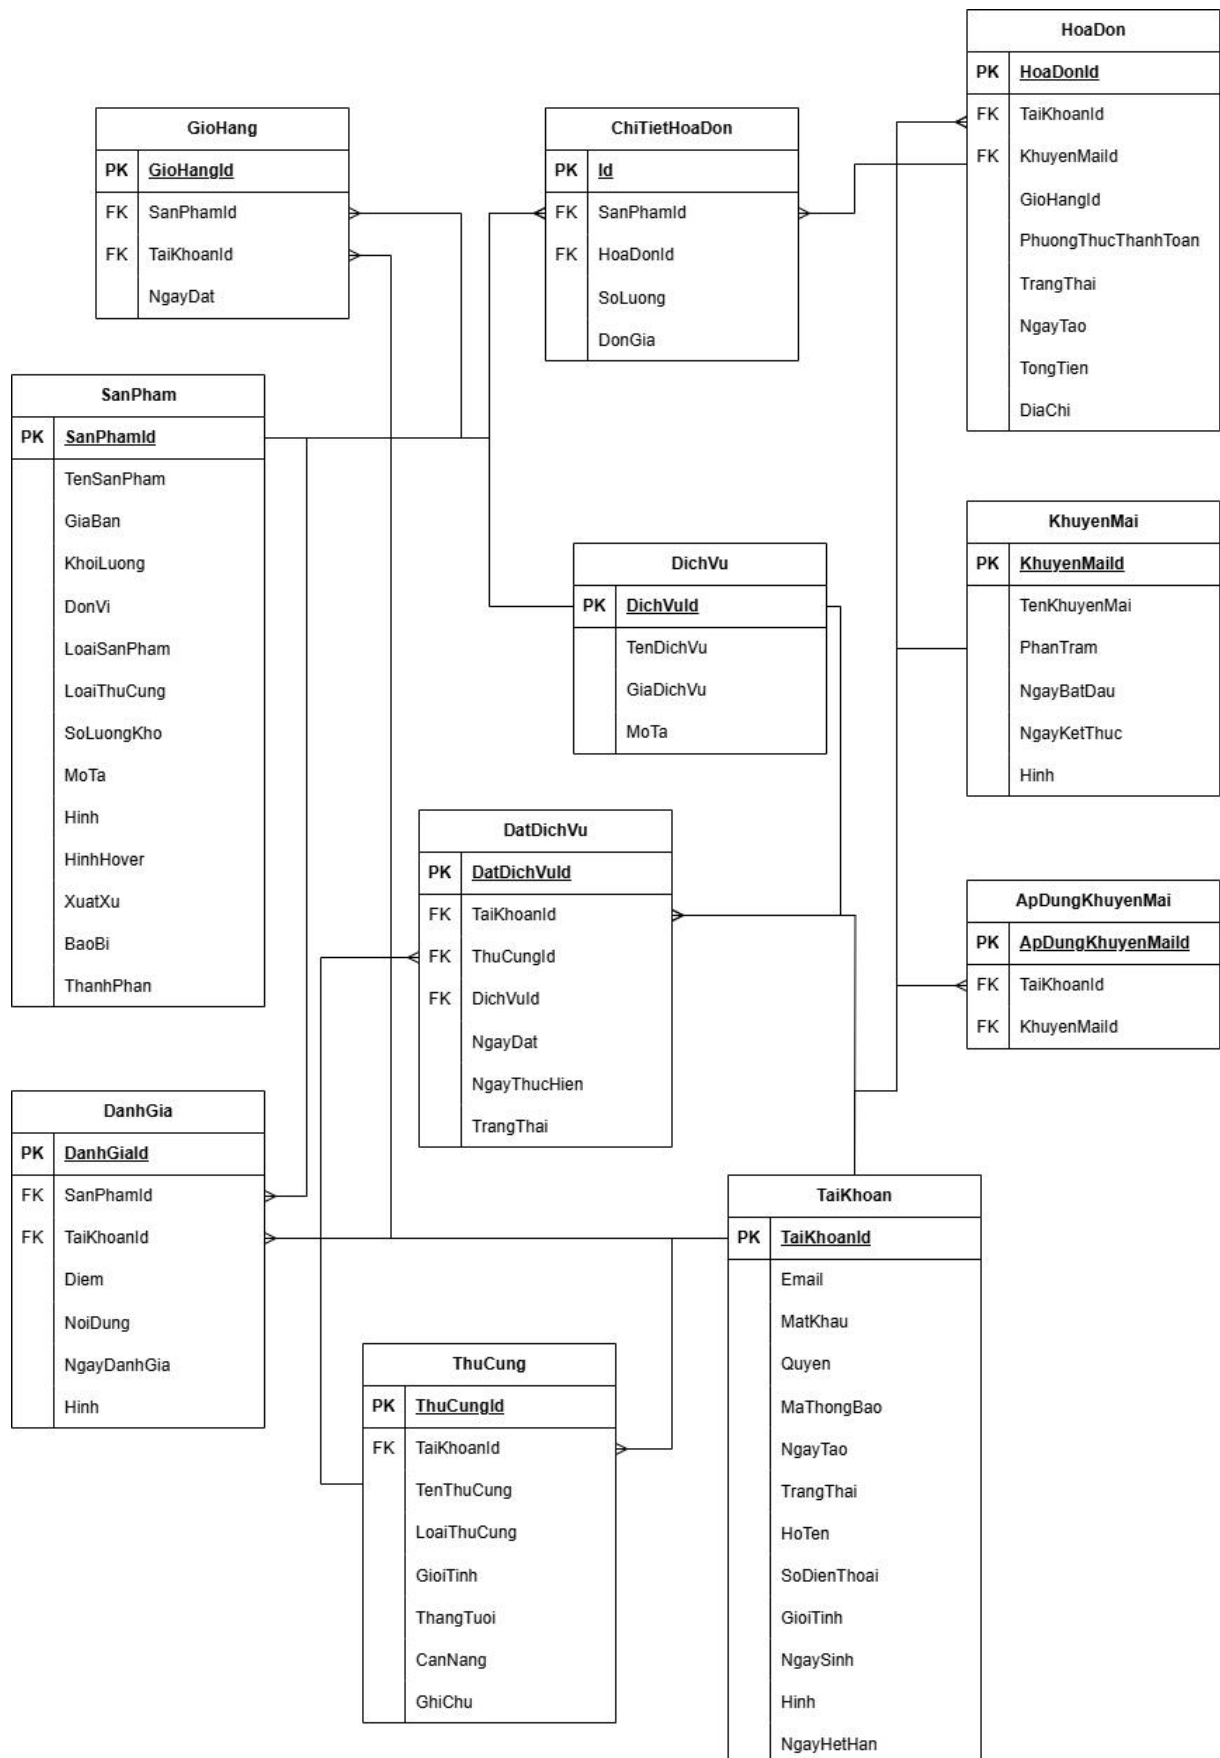 HoaDon
PK HoaDonId
FK TaiKhoanId
FK KhuyenMaiId
GioHangId
PhuongThucThanhToan
TrangThai
NgayTao
TongTien
DiaChi
GioHang
PK GioHangId
FK SanPhamId
FK TaiKhoanId
NgayDat
ChiTietHoaDon
PK Id
FK SanPhamId
FK HoaDonId
SoLuong
DonGia
SanPham
PK SanPhamId
TenSanPham
GiaBan
KhoiLuong
DonVi
LoaiSanPham
LoaiThuCung
SoLuongKho
MoTa
Hinh
HinhHover
XuatXu
BaoBi
ThanhPhan
KhuyenMai
PK KhuyenMaiId
TenKhuyenMai
PhanTram
NgayBatDau
NgayKetThuc
Hinh
DichVu
PK DichVuId
TenDichVu
GiaDichVu
MoTa
DatDichVu
PK DatDichVuId
FK TaiKhoanId
FK ThuCungId
FK DichVuId
NgayDat
NgayThucHien
TrangThai
ApDungKhuyenMai
PK ApDungKhuyenMaiId
FK TaiKhoanId
FK KhuyenMaiId
DanhGia
PK DanhGiaId
FK SanPhamId
FK TaiKhoanId
Diem
NoiDung
NgayDanhGia
Hinh
TaiKhoan
PK TaiKhoanId
Email
MatKhau
Quyen
MaThongBao
NgayTao
TrangThai
HoTen
SoDienThoai
GioiTinh
NgaySinh
Hinh
NgayHetHan
ThuCung
PK ThuCungId
FK TaiKhoanId
TenThuCung
LoaiThuCung
GioiTinh
ThangTuoi
CanNang
GhiChu